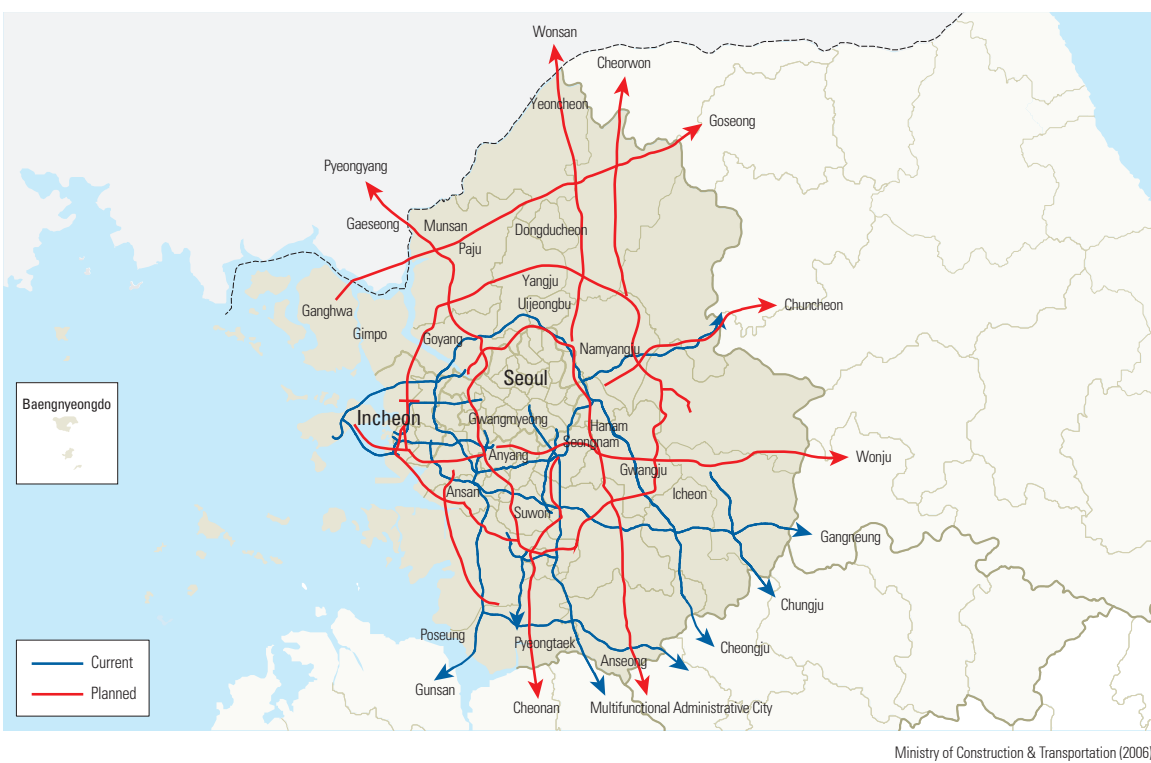 Wonsan
Cheorwon
Yeoncheon
Goseong
Pyeongyang
Gaeseong
Munsan
Dongducheon
Paju
Yangju
Ganghwa
Uijeongbu
Chuncheon
Gimpo
Goyang
Namyangju
Seoul
Baengnyeongdo
Incheon
Gwangmyeong
Hanam
Seongnam
Anyang
Wonju
Gwangju
Ansan
Icheon
Suwon
Gangneung
Chungju
Poseung
Pyeongtaek
Cheongju
Anseong
Current
Planned
Gunsan
Cheonan
Multifunctional Administrative City
Ministry of Construction & Transportation (2006)